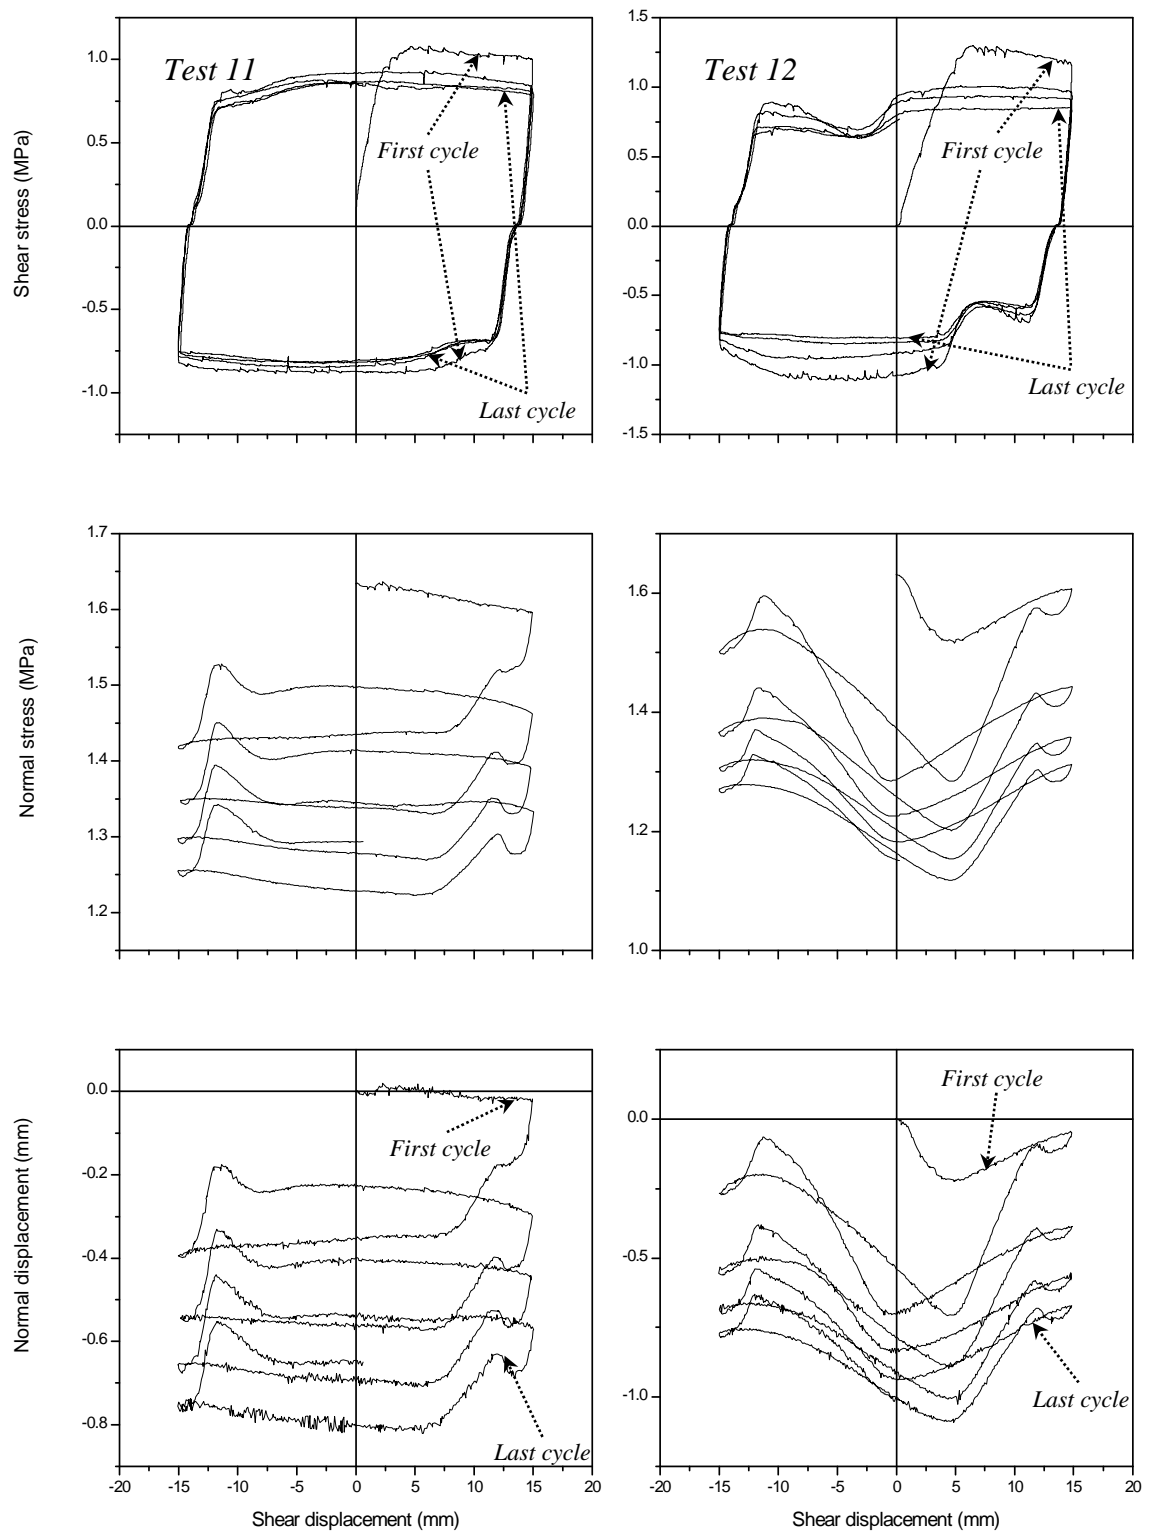 Test 11
Shear stress (MPa)
1.0
0.5
0.0
-0.5
-1.0
First cycle
Last cycle
Test 12
1.5
1.0
0.5
0.0
-0.5
-1.0
-1.5
First cycle
Last cycle
Normal stress (MPa)
1.7
1.6
1.5
1.4
1.3
1.2
1.6
1.4
1.2
1.0
Normal displacement (mm)
0.0
-0.2
-0.4
-0.6
-0.8
First cycle
Last cycle
-20 -15 -10 -5 0 5 10 15 20
Shear displacement (mm)
0.0
-0.5
-1.0
First cycle
Last cycle
-20 -15 -10 -5 0 5 10 15 20
Shear displacement (mm)